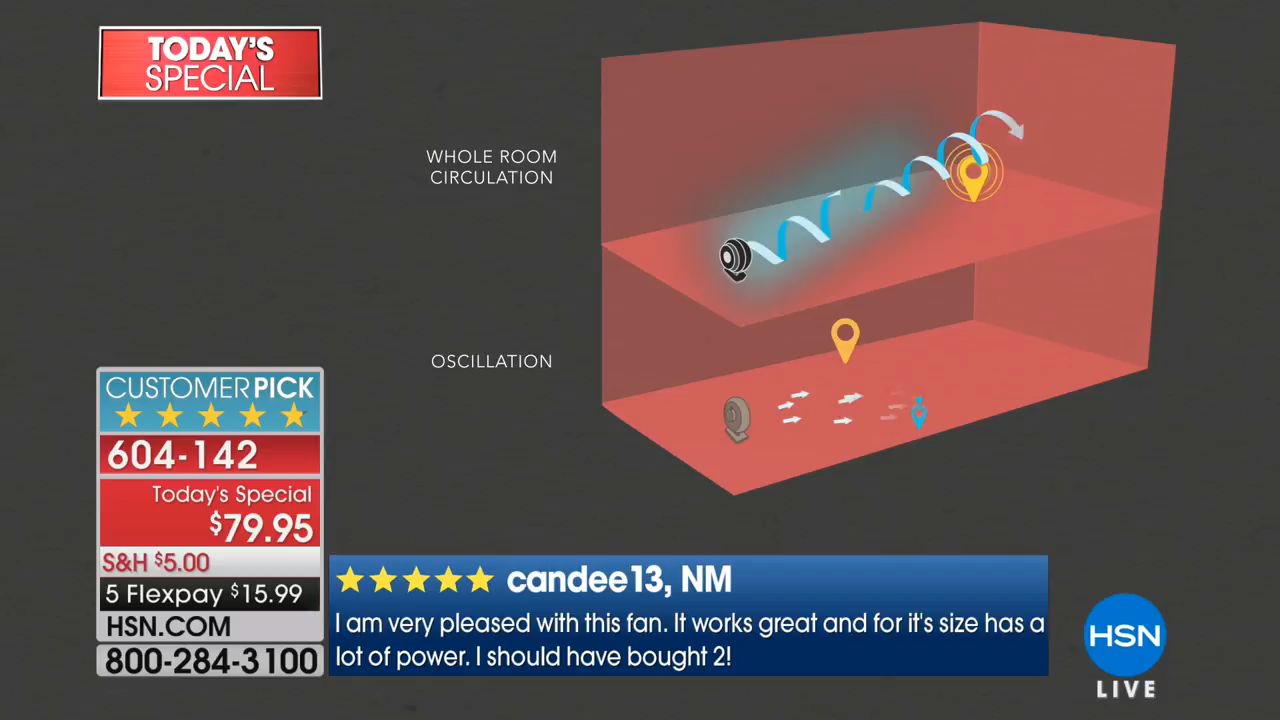 TODAY'S
SPECIAL
WHOLE ROOM
CIRCULATION
OSCILLATION
CUSTOMERPICK
604-142
Today's Special
$79.95
S&H $5.00
5 Flexpay $15.99
HSN.COM
800-284-3100
candee13, NM
I am very pleased with this fan. It works great and for it's size has a
lot of power. I should have bought 2!
HSN
LIVE